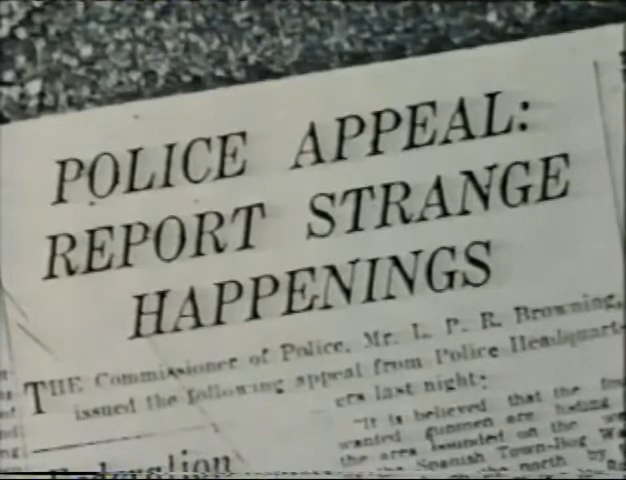 POLICE APPEAL:
REPORT STRANGE
HAPPENINGS
THE Commissioner of Police, Mr. L. P. R. Browning,
issued the following appeal from Police Headquart-
ers last night:
"It is believed that the
wanted gunmen are hiding
the area bounded on the
the Spanish Town-Bog
the north by
Federation